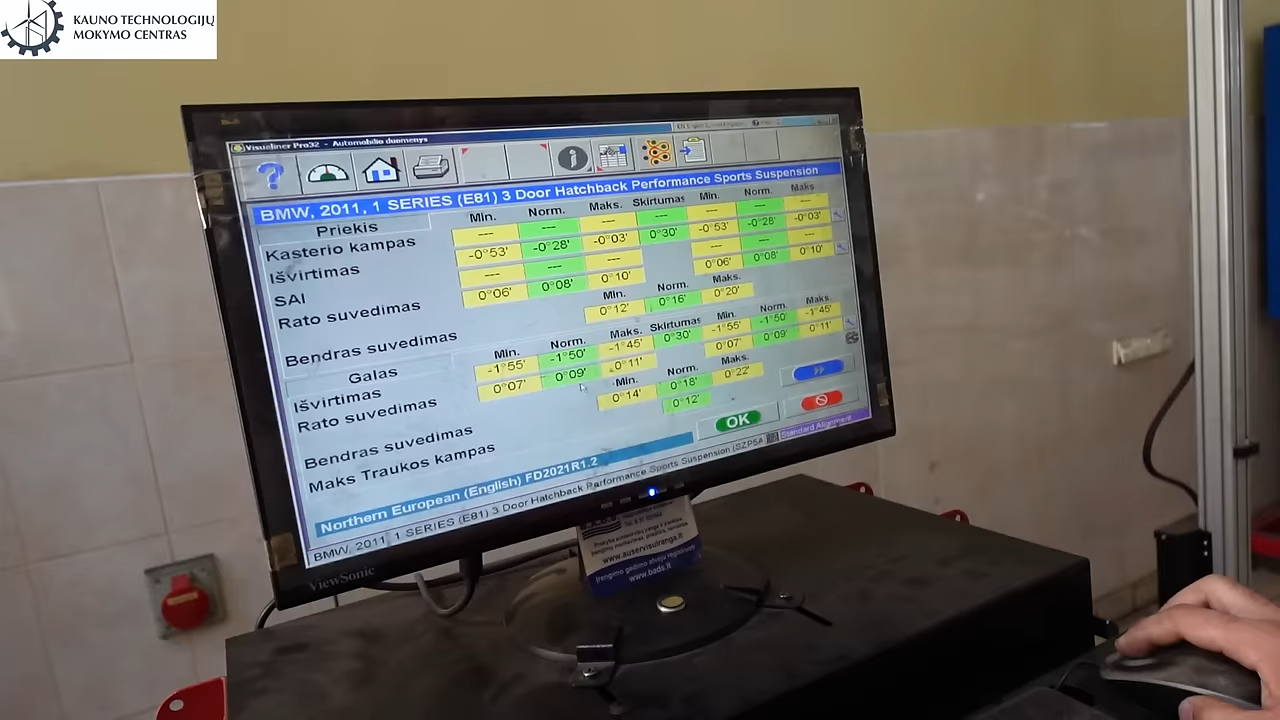 KAUNO TECHNOLOGIJŲ
MOKYMO CENTRAS
Visualiner Pro32 - Automobilio duomenys
BMW, 2011, 1 SERIES (E81) 3 Door Hatchback Performance Sports Suspension
Priekis Min. Norm. Maks. Skirtumas Min. Norm. Maks
Kasterio kampas --- --- --- --- --- --- ---
Išvirtimas -0°53' -0°28' -0°03' 0°30' -0°53' -0°28' -0°03'
SAI --- --- --- --- --- ---
Rato suvedimas 0°06' 0°08' 0°10' 0°06' 0°08' 0°10'
Min. Norm. Maks.
Bendras suvedimas 0°12' 0°16' 0°20'
Galas Min. Norm. Maks. Skirtumas Min. Norm. Maks
Išvirtimas -1°55' -1°50' -1°45' 0°30' -1°55' -1°50' -1°45'
Rato suvedimas 0°07' 0°09' 0°11' 0°07' 0°09' 0°11'
Min. Norm. Maks.
Bendras suvedimas 0°14' 0°18' 0°22'
Maks Traukos kampas 0°12'
OK
Northern European (English) FD2021R1.2
BMW, 2011, 1 SERIES (E81) 3 Door Hatchback Performance Sports Suspension (SZP5A
Standard Alignment
ViewSonic
www.autoservisuiranga.lt
Įrengimo gedimo atveju registruoti
www.bads.lt